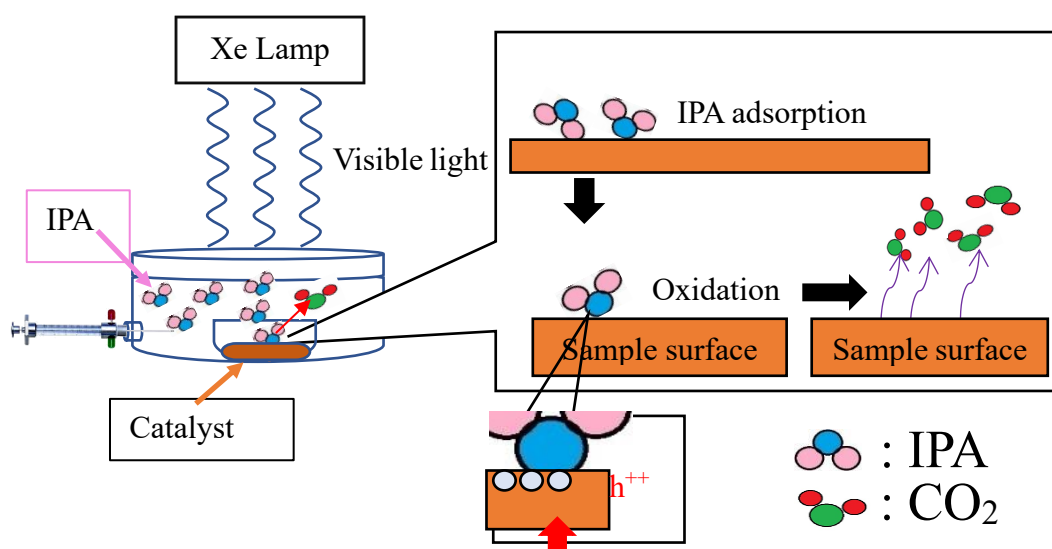 Xe Lamp
Visible light
IPA
Catalyst
IPA adsorption
Oxidation
Sample surface
Sample surface
h++
: IPA
: CO₂